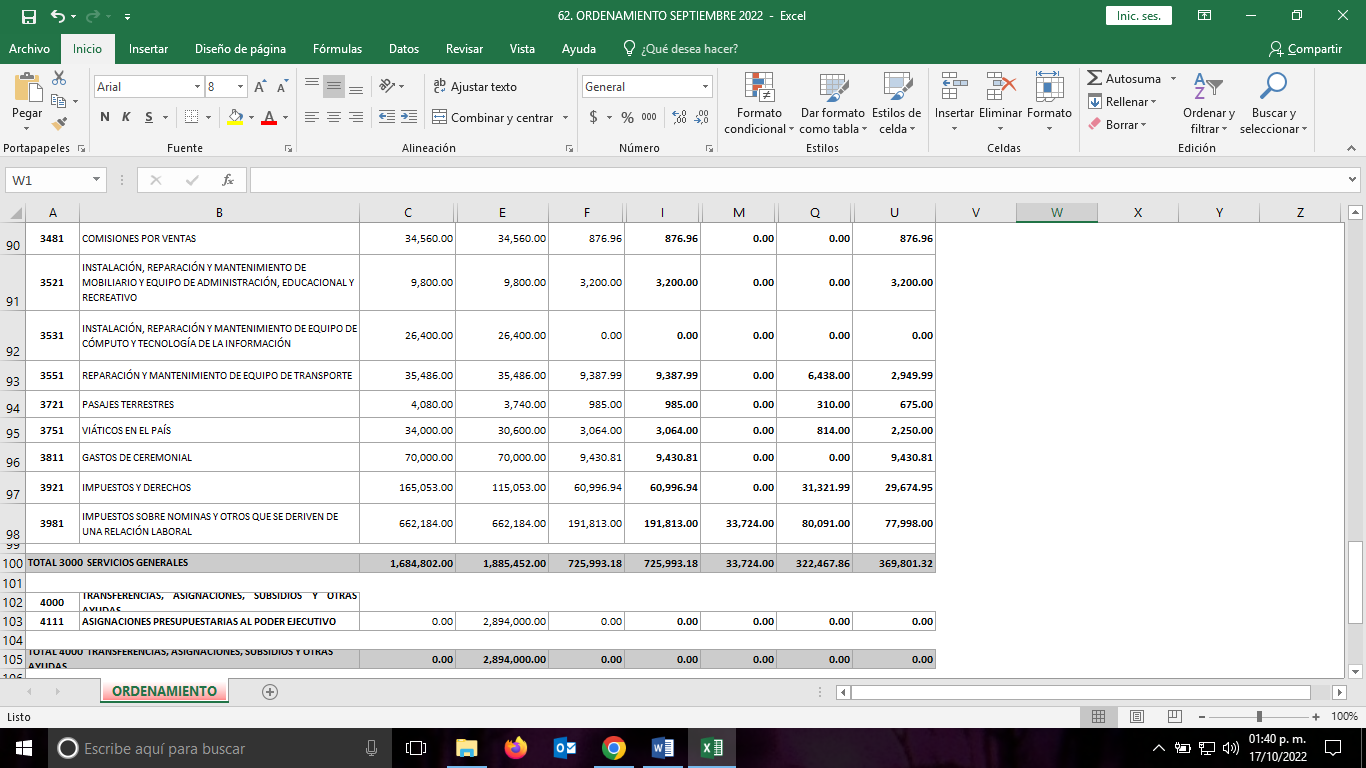 62. ORDENAMIENTO SEPTIEMBRE 2022 - Excel
Inic. ses.
Archivo Inicio Insertar Diseño de página Fórmulas Datos Revisar Vista Ayuda ¿Qué desea hacer? Compartir
Arial 8 Ajustar texto General Autosuma
Pegar Rellenar
N K S Combinar y centrar $ % 000 Borrar
Formato condicional Dar formato como tabla Estilos de celda Insertar Eliminar Formato Ordenar y filtrar Buscar y seleccionar
Portapapeles Fuente Alineación Número Estilos Celdas Edición
W1 fx
A B C E F I M Q U V W X Y Z
90 3481 COMISIONES POR VENTAS 34,560.00 34,560.00 876.96 876.96 0.00 0.00 876.96
INSTALACIÓN, REPARACIÓN Y MANTENIMIENTO DE
91 3521 MOBILIARIO Y EQUIPO DE ADMINISTRACIÓN, EDUCACIONAL Y 9,800.00 9,800.00 3,200.00 3,200.00 0.00 0.00 3,200.00
RECREATIVO
92 3531 INSTALACIÓN, REPARACIÓN Y MANTENIMIENTO DE EQUIPO DE 26,400.00 26,400.00 0.00 0.00 0.00 0.00 0.00
CÓMPUTO Y TECNOLOGÍA DE LA INFORMACIÓN
93 3551 REPARACIÓN Y MANTENIMIENTO DE EQUIPO DE TRANSPORTE 35,486.00 35,486.00 9,387.99 9,387.99 0.00 6,438.00 2,949.99
94 3721 PASAJES TERRESTRES 4,080.00 3,740.00 985.00 985.00 0.00 310.00 675.00
95 3751 VIÁTICOS EN EL PAÍS 34,000.00 30,600.00 3,064.00 3,064.00 0.00 814.00 2,250.00
96 3811 GASTOS DE CEREMONIAL 70,000.00 70,000.00 9,430.81 9,430.81 0.00 0.00 9,430.81
97 3921 IMPUESTOS Y DERECHOS 165,053.00 115,053.00 60,996.94 60,996.94 0.00 31,321.99 29,674.95
98 3981 IMPUESTOS SOBRE NOMINAS Y OTROS QUE SE DERIVEN DE 662,184.00 662,184.00 191,813.00 191,813.00 33,724.00 80,091.00 77,998.00
UNA RELACIÓN LABORAL
99
100 TOTAL 3000 SERVICIOS GENERALES 1,684,802.00 1,885,452.00 725,993.18 725,993.18 33,724.00 322,467.86 369,801.32
101
102 4000 TRANSFERENCIAS, ASIGNACIONES, SUBSIDIOS Y OTRAS
AYUDAS
103 4111 ASIGNACIONES PRESUPUESTARIAS AL PODER EJECUTIVO 0.00 2,894,000.00 0.00 0.00 0.00 0.00 0.00
104
105 TOTAL 4000 TRANSFERENCIAS, ASIGNACIONES, SUBSIDIOS Y OTRAS 0.00 2,894,000.00 0.00 0.00 0.00 0.00 0.00
AYUDAS
106
ORDENAMIENTO
Listo 100%
Escribe aquí para buscar
01:40 p. m.
17/10/2022